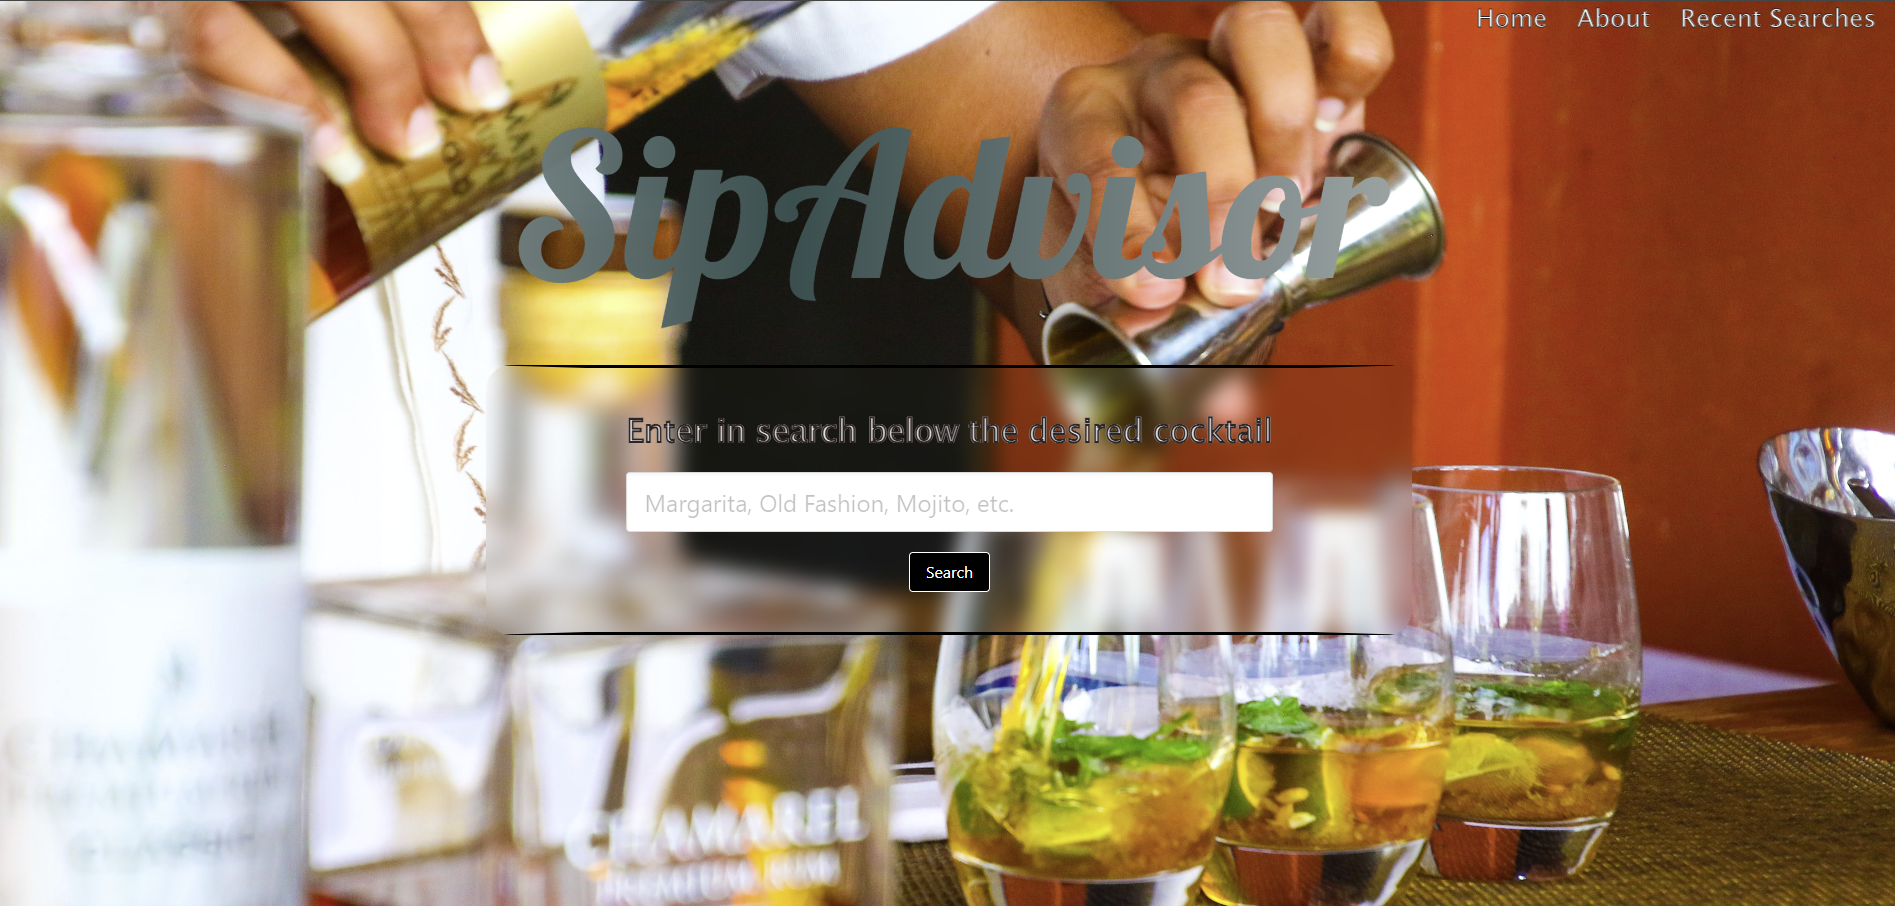 Home About Recent Searches
SipAdvisor
Enter in search below the desired cocktail
Margarita, Old Fashion, Mojito, etc.
Search
CHAMAREL
PREMIUM RUM